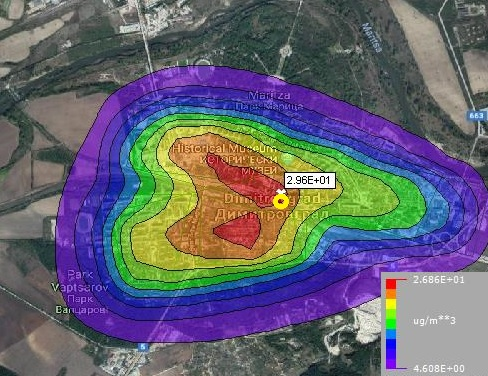 Maritsa
663
Maritza
Парк Марица
Historical Museum
ИСТОРИЧЕСКИ
МУЗЕЙ
2.96E+01
Dimitrovgrad
Димитровград
Park
Vaptsarov
Парк
Вапцаров
5
2.686E+01
ug/m**3
4.608E+00